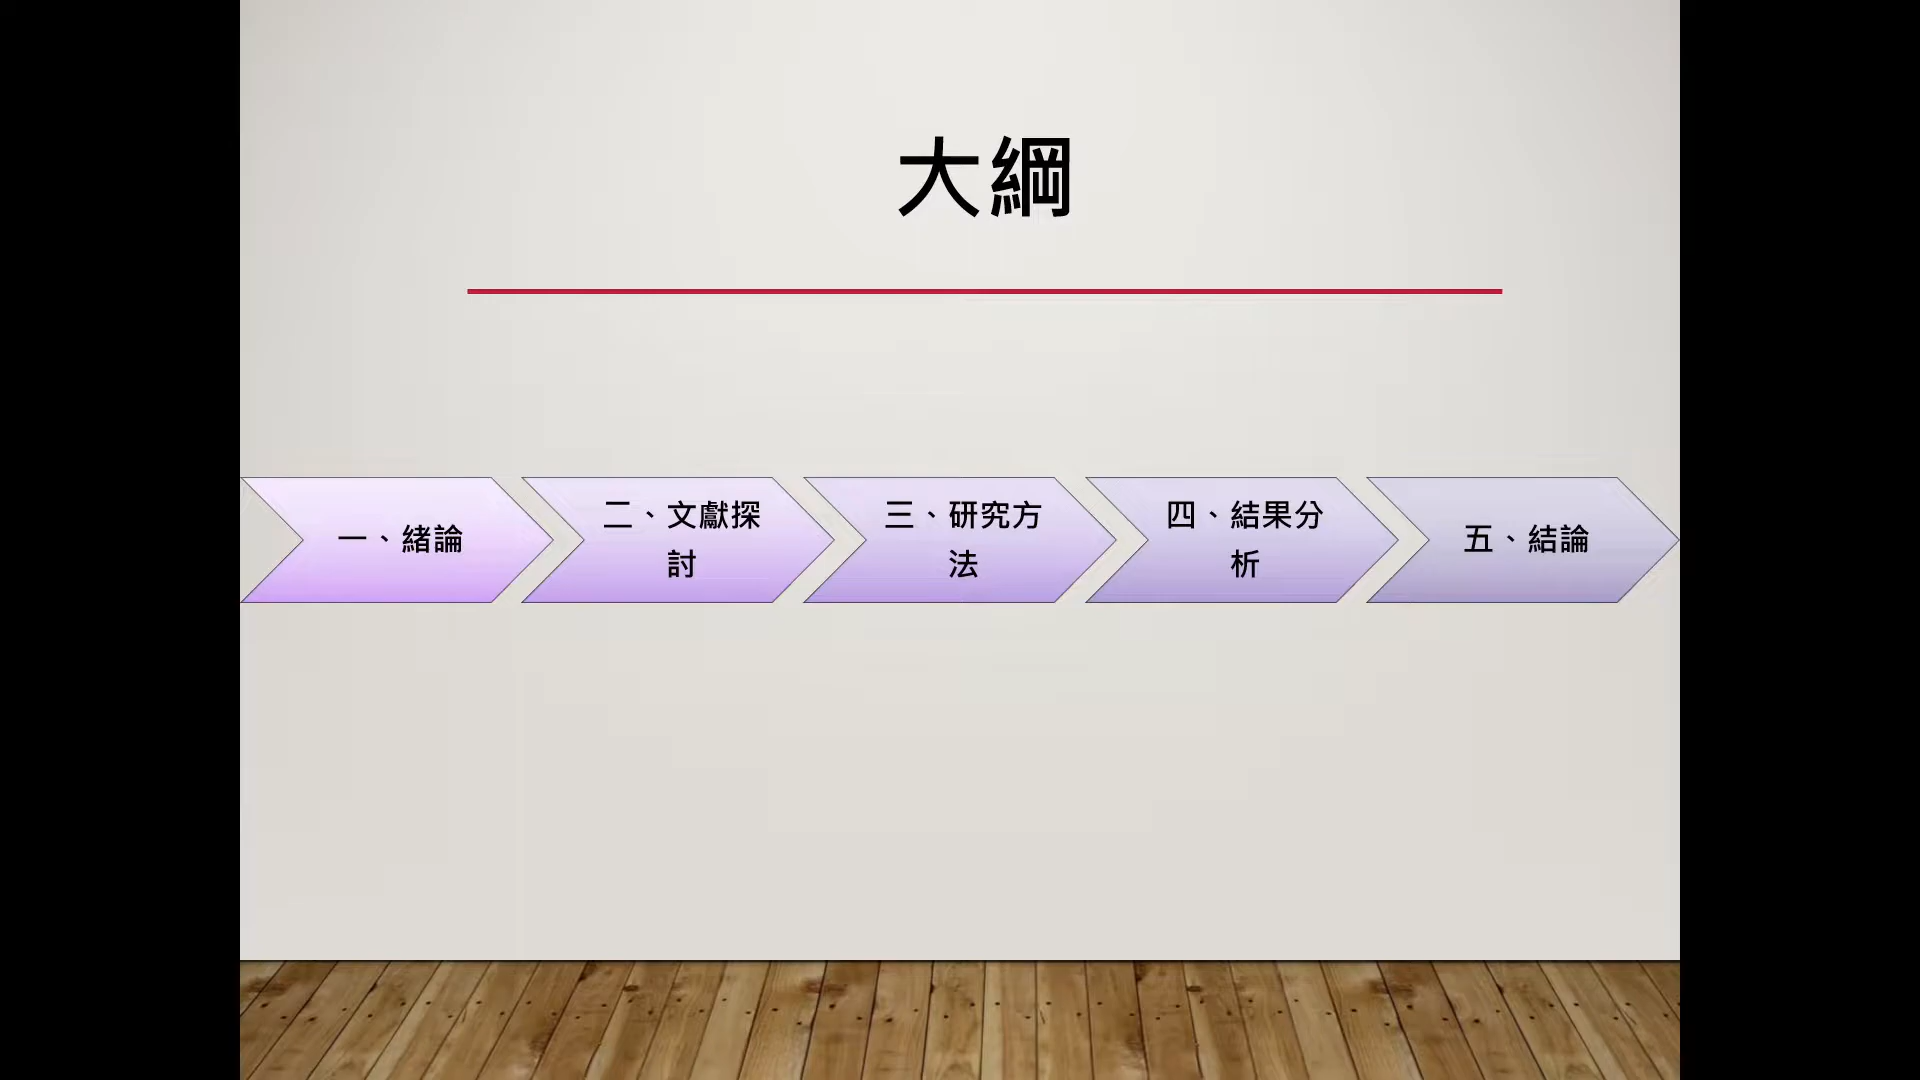 大綱
一、緒論
二、文獻探
討
三、研究方
法
四、結果分
析
五、結論